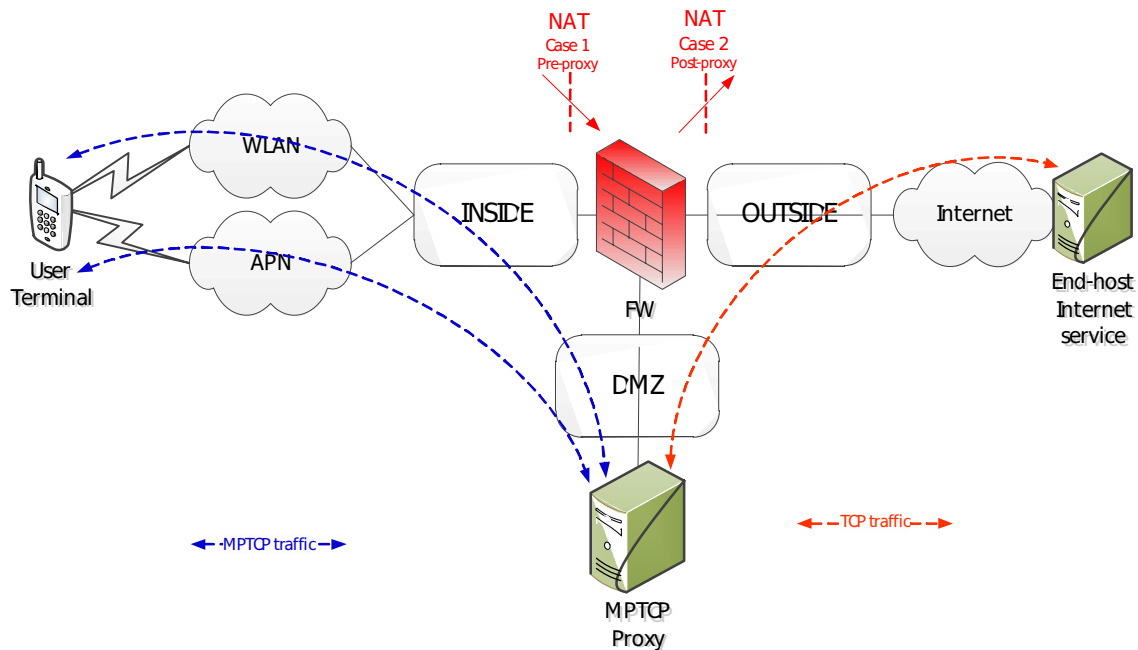 NAT
Case 1
Pre-proxy
NAT
Case 2
Post-proxy
WLAN
INSIDE
OUTSIDE
Internet
APN
User
Terminal
FW
End-host
Internet
service
DMZ
MPTCP traffic
TCP traffic
MPTCP
Proxy